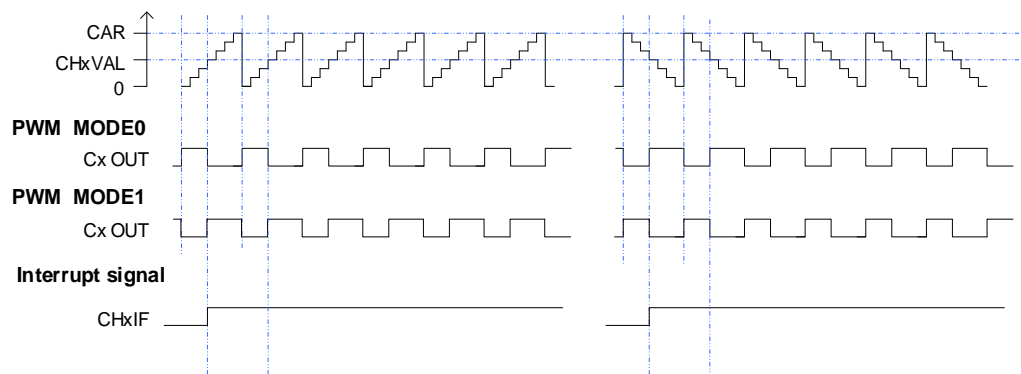 CAR
CHxVAL
0
PWM MODE0
Cx OUT
PWM MODE1
Cx OUT
Interrupt signal
CHxIF